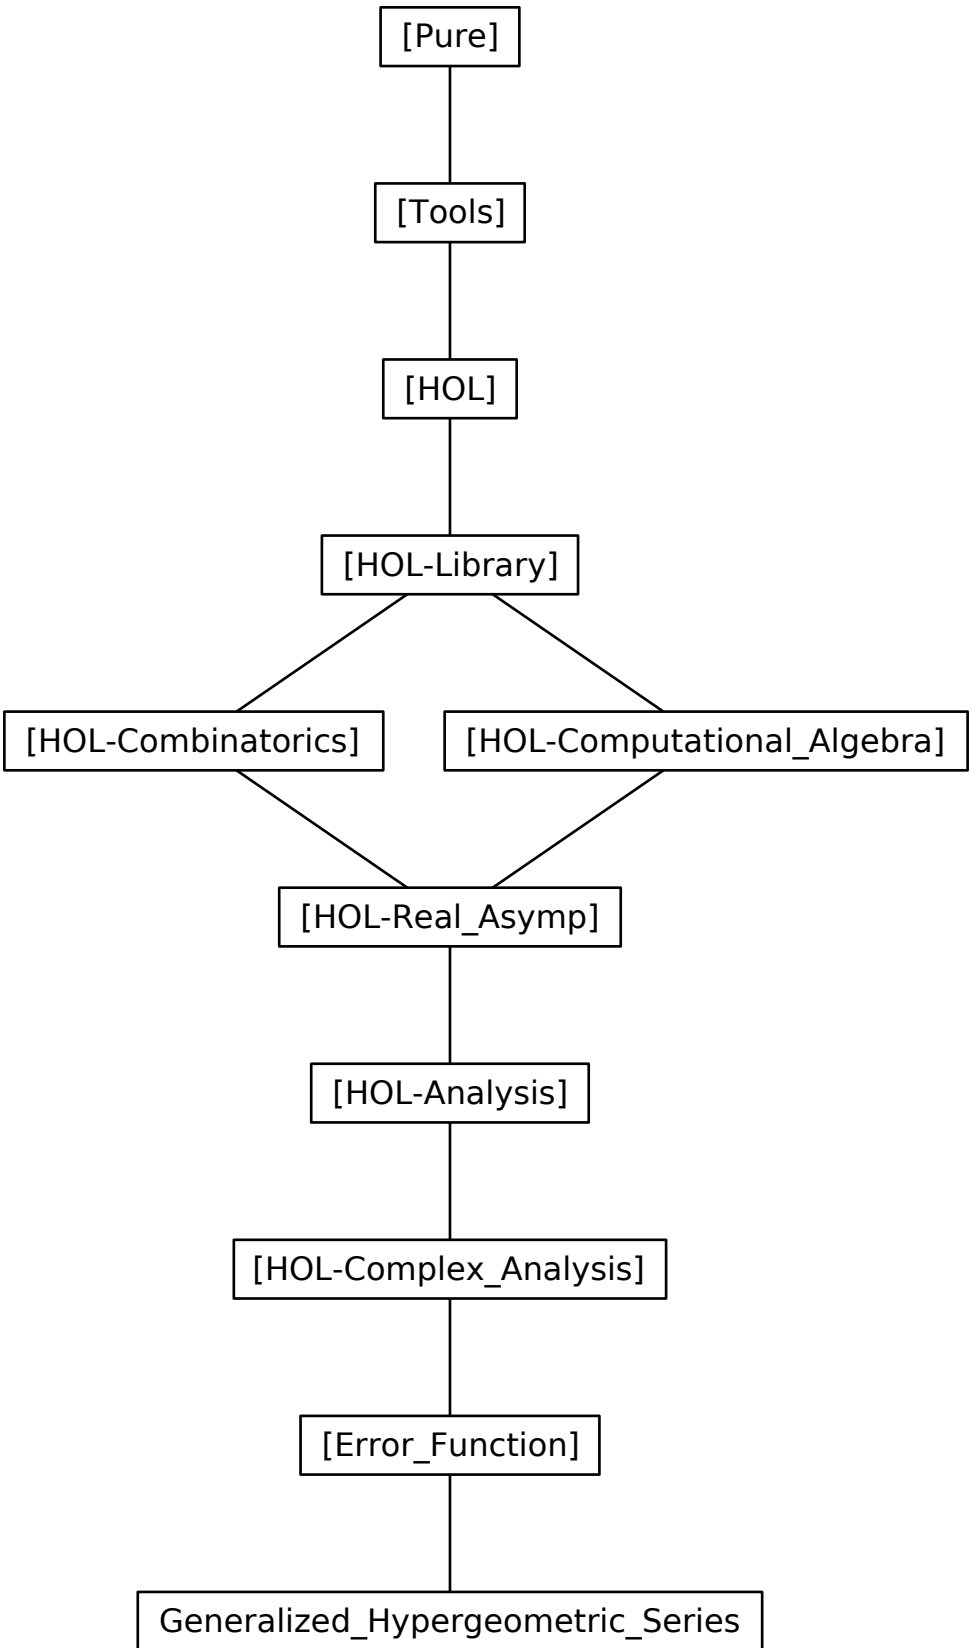 [Pure]
[Tools]
[HOL]
[HOL-Library]
[HOL-Combinatorics]
[HOL-Computational_Algebra]
[HOL-Real_Asymp]
[HOL-Analysis]
[HOL-Complex_Analysis]
[Error_Function]
Generalized_Hypergeometric_Series